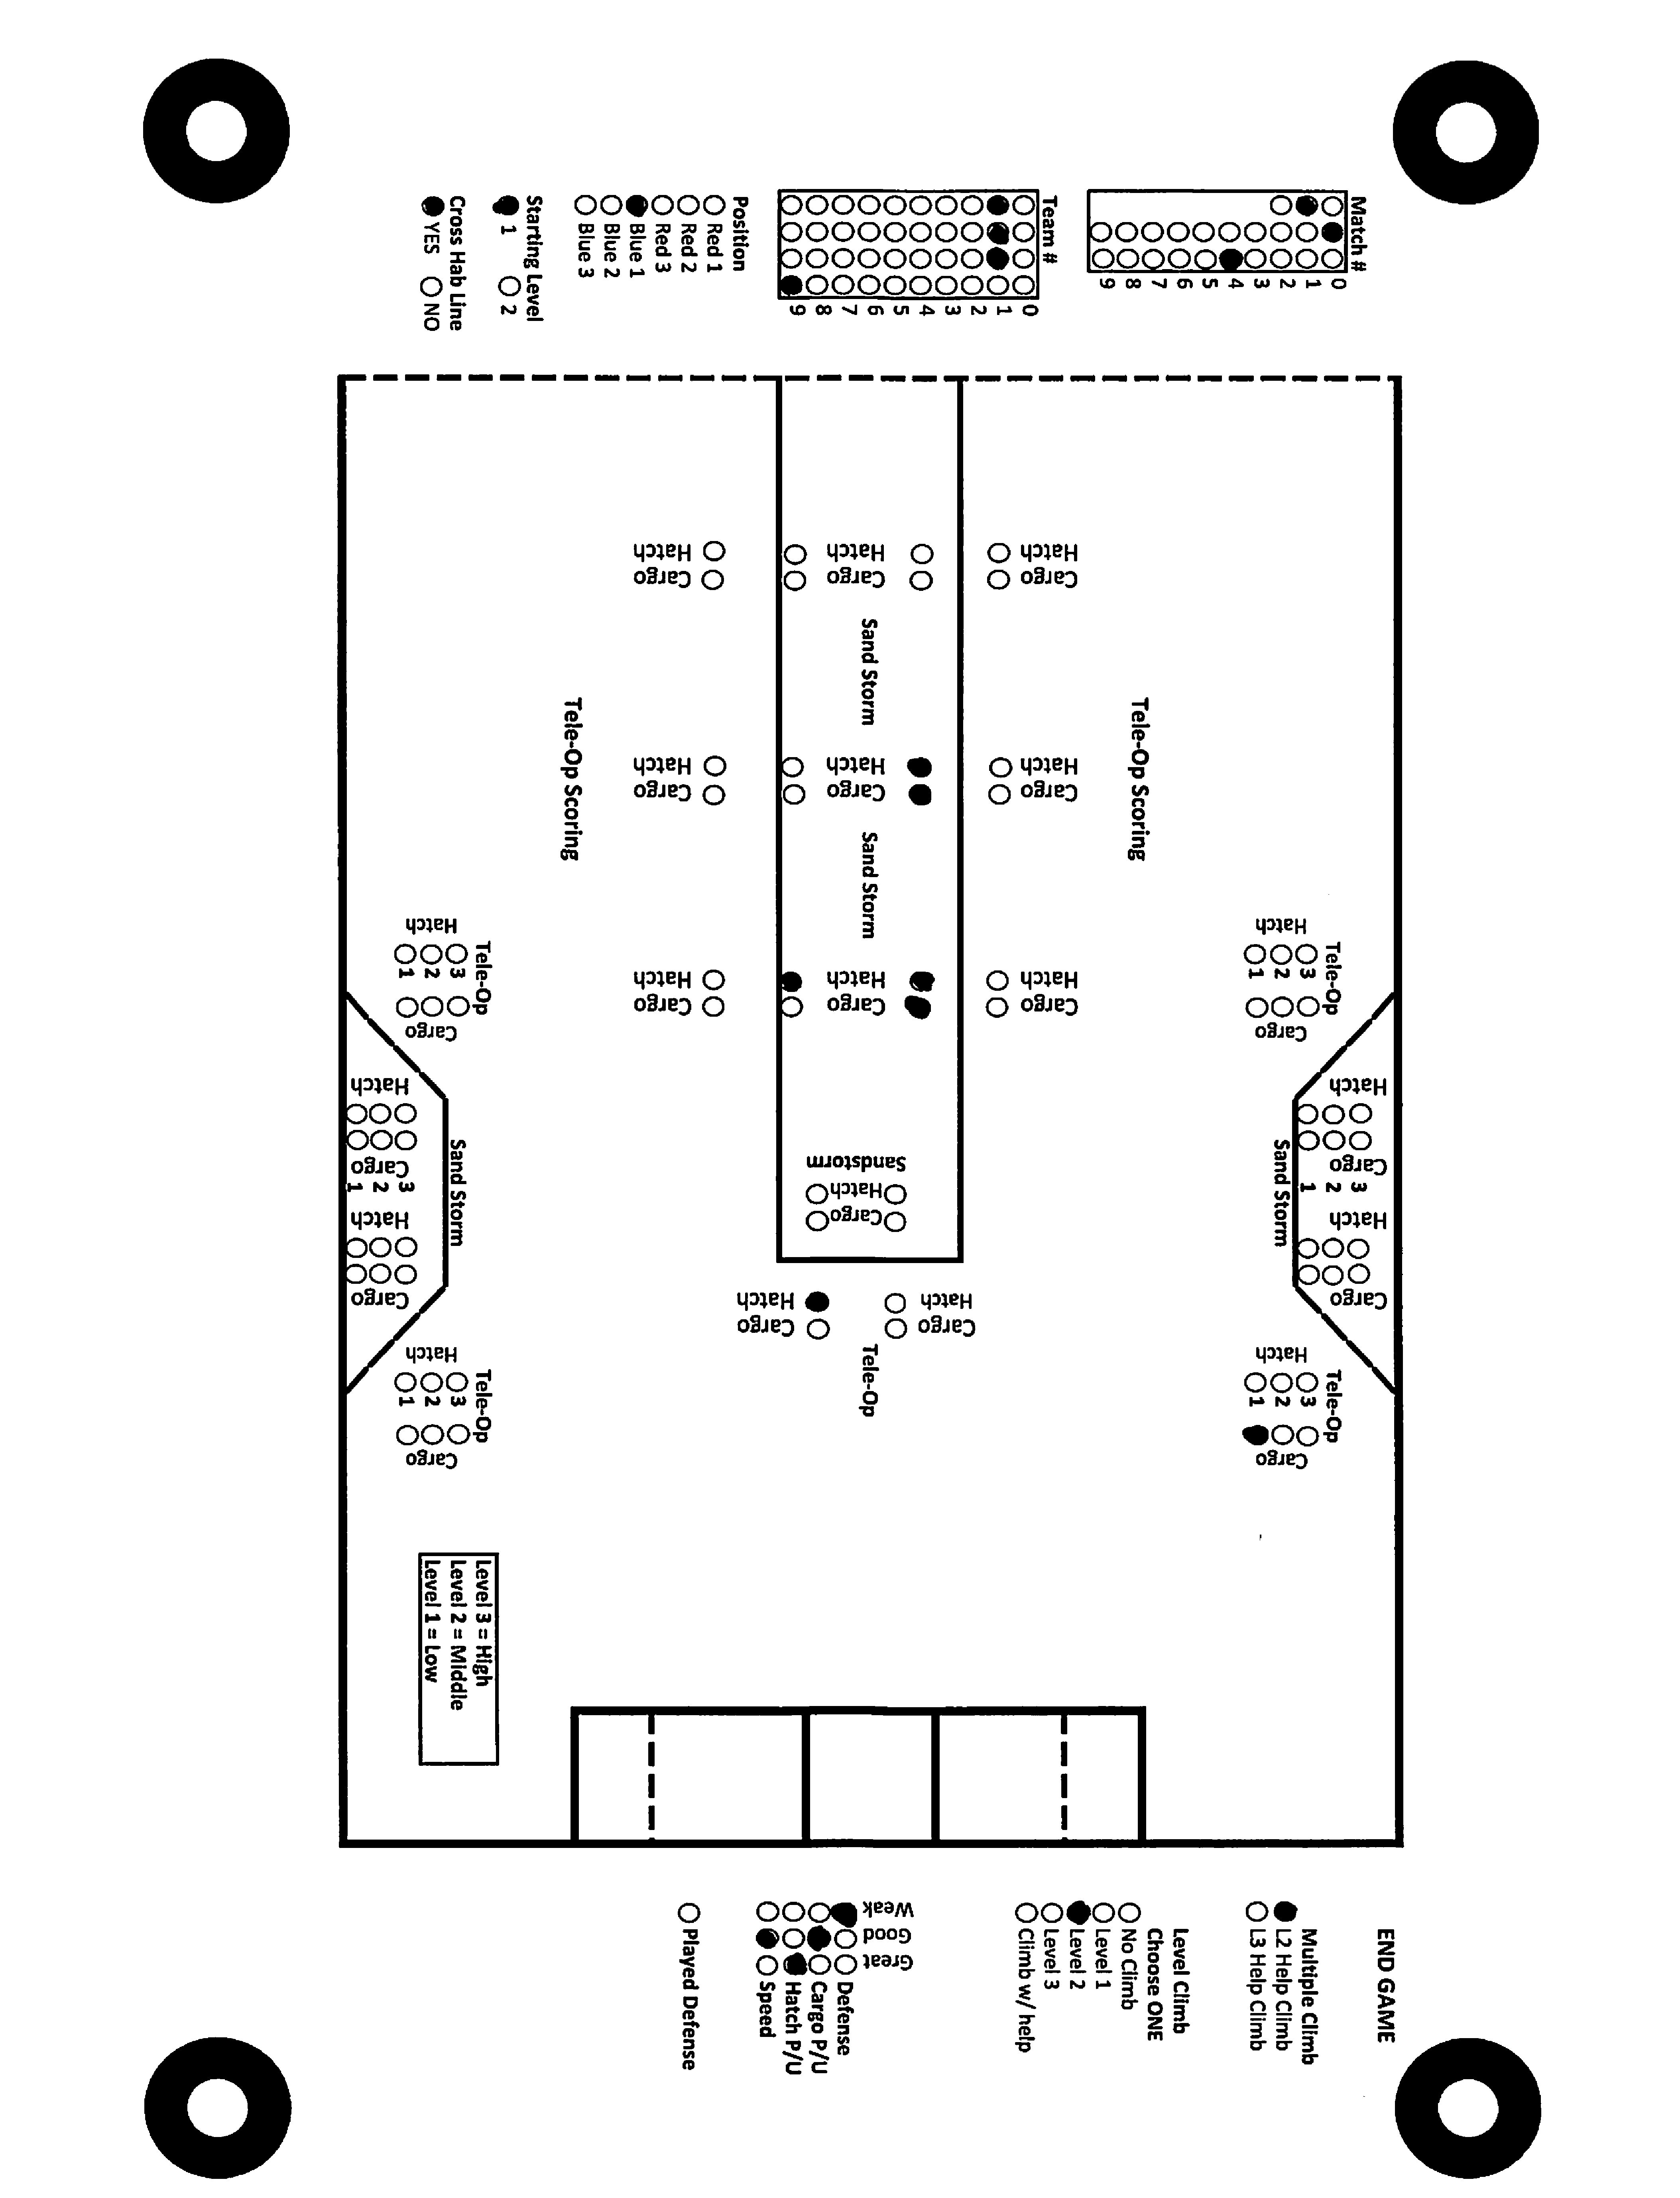 Match #
0 1 2 3 4 5 6 7 8 9
Team #
0 1 2 3 4 5 6 7 8 9
Position
Red 1
Red 2
Red 3
Blue 1
Blue 2
Blue 3
Starting Level
1 2
Cross Hab Line
YES NO
Hatch Hatch Hatch
Cargo Cargo Cargo
Sand Storm
Tele-Op Scoring
Tele-Op Scoring
Hatch Hatch Hatch
Cargo Cargo Cargo
Sand Storm
Hatch Hatch Hatch
Cargo Cargo Cargo
Hatch
Tele-Op
1 2 3
Cargo
Hatch
Tele-Op
1 2 3
Cargo
Hatch
Cargo
1 2 3
Sand Storm
Hatch
Cargo
Hatch
Cargo
1 2 3
Sand Storm
Hatch
Cargo
Sandstorm
Hatch
Cargo
Hatch Hatch
Cargo Cargo
Tele-Op
Hatch
Tele-Op
1 2 3
Cargo
Hatch
Tele-Op
1 2 3
Cargo
Level 3 = High
Level 2 = Middle
Level 1 = Low
END GAME
Multiple Climb
L2 Help Climb
L3 Help Climb
Level Climb
Choose ONE
No Climb
Level 1
Level 2
Level 3
Climb w/ help
Weak
Good
Great
Defense
Cargo P/U
Hatch P/U
Speed
Played Defense